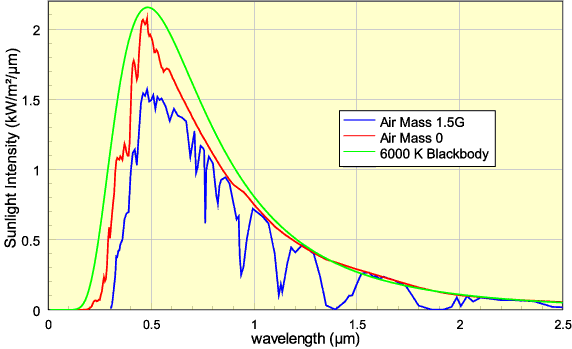 Sunlight Intensity (kW/m²/µm)
2
1.5
1
0.5
0
Air Mass 1.5G
Air Mass 0
6000 K Blackbody
0 0.5 1 1.5 2 2.5
wavelength (µm)